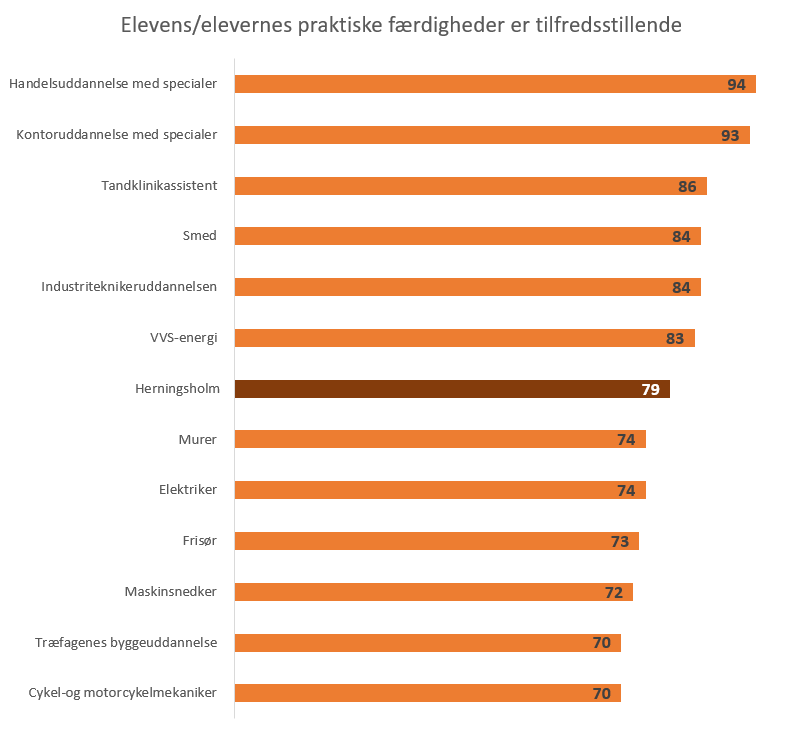 Elevens/elevernes praktiske færdigheder er tilfredsstillende
Handelsuddannelse med specialer 94
Kontoruddannelse med specialer 93
Tandklinikassistent 86
Smed 84
Industriteknikeruddannelsen 84
VVS-energi 83
Herningsholm 79
Murer 74
Elektriker 74
Frisør 73
Maskinsnedker 72
Træfagenes byggeuddannelse 70
Cykel-og motorcykelmekaniker 70